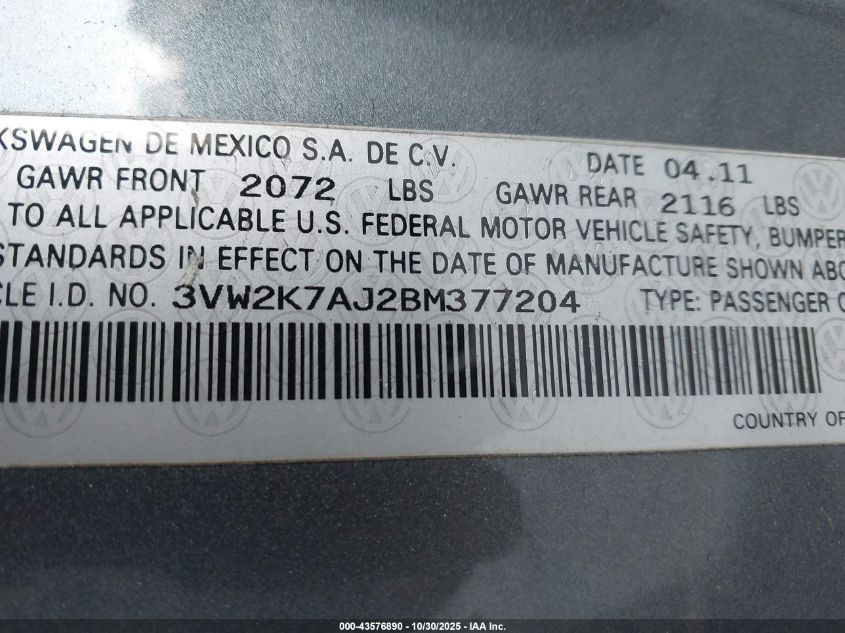 KSWAGEN DE MEXICO S.A. DE C.V. DATE 04.11
GAWR FRONT 2072 LBS GAWR REAR 2116 LBS
TO ALL APPLICABLE U.S. FEDERAL MOTOR VEHICLE SAFETY, BUMPER
STANDARDS IN EFFECT ON THE DATE OF MANUFACTURE SHOWN ABO
CLE I.D. NO. 3VW2K7AJ2BM377204 TYPE: PASSENGER C
COUNTRY OF
000-43576890 - 10/30/2025 - IAA Inc.